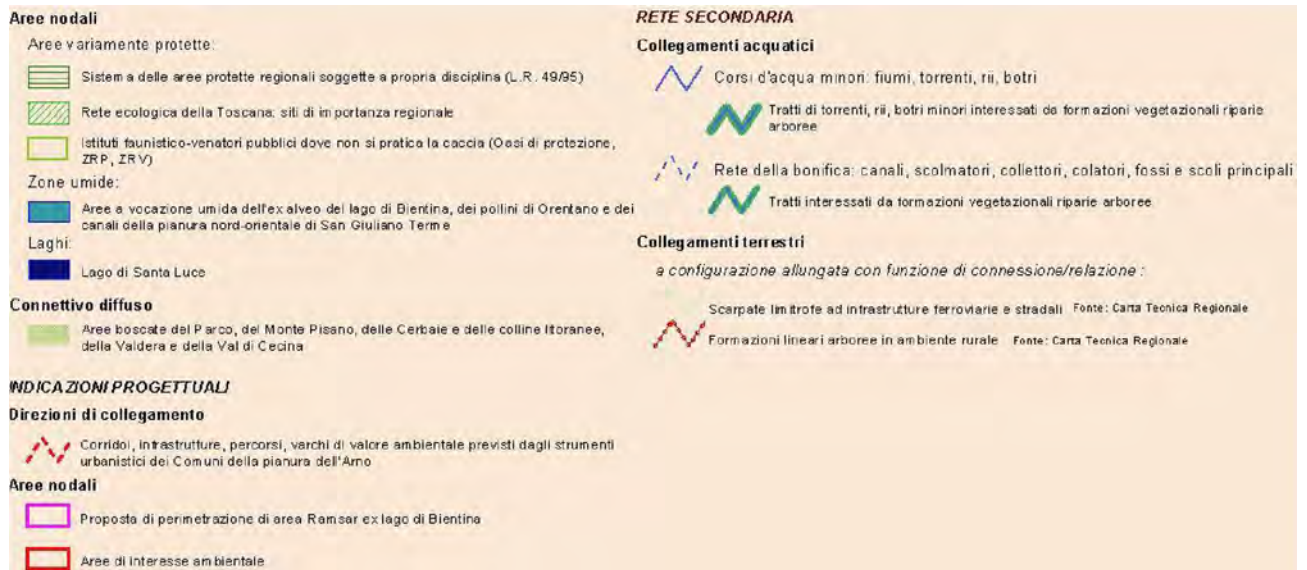 Aree nodali
Aree variamente protette:
Sistema delle aree protette regionali soggette a propria disciplina (L.R. 49/95)
Rete ecologica della Toscana: siti di importanza regionale
Istituti faunistico-venatori pubblici dove non si pratica la caccia (Oasi di protezione,
ZRP, ZRV)
Zone umide:
Aree a vocazione umida dell'ex alveo del lago di Bientina, dei pollini di Orentano e dei
canali della pianura nord-orientale di San Giuliano Terme
Laghi:
Lago di Santa Luce
Connettivo diffuso
Aree boscate del Parco, del Monte Pisano, delle Cerbaie e delle colline litoranee,
della Valdera e della Val di Cecina
INDICAZIONI PROGETTUALI
Direzioni di collegamento
Corridoi, infrastrutture, percorsi, varchi di valore ambientale previsti dagli strumenti
urbanistici dei Comuni della pianura dell'Arno
Aree nodali
Proposta di perimetrazione di area Ramsar ex lago di Bientina
Aree di interesse ambientale
RETE SECONDARIA
Collegamenti acquatici
Corsi d'acqua minori: fiumi, torrenti, rii, botri
Tratti di torrenti, rii, botri minori interessati da formazioni vegetazionali riparie
arboree
Rete della bonifica: canali, scolmatori, collettori, colatori, fossi e scoli principali
Tratti interessati da formazioni vegetazionali riparie arboree
Collegamenti terrestri
a configurazione allungata con funzione di connessione/relazione :
Scarpate limitrofe ad infrastrutture ferroviarie e stradali Fonte: Carta Tecnica Regionale
Formazioni lineari arboree in ambiente rurale Fonte: Carta Tecnica Regionale